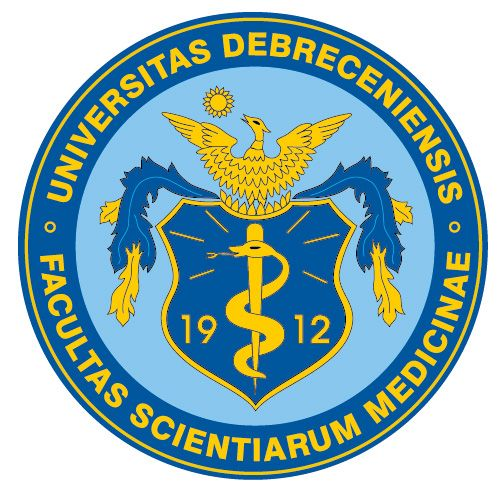 UNIVERSITAS DEBRECENIENSIS
19 12
FACULTAS SCIENTIARUM MEDICINAE